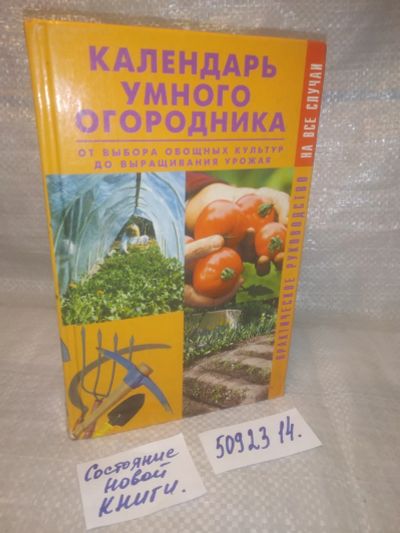 КАЛЕНДАРЬ
УМНОГО
ОГОРОДНИКА
ОТ ВЫБОРА ОВОЩНЫХ КУЛЬТУР
ДО ВЫРАЩИВАНИЯ УРОЖАЯ
ПРАКТИЧЕСКОЕ РУКОВОДСТВО НА ВСЕ СЛУЧАИ
Состояние
новой
книги.
50923 14.